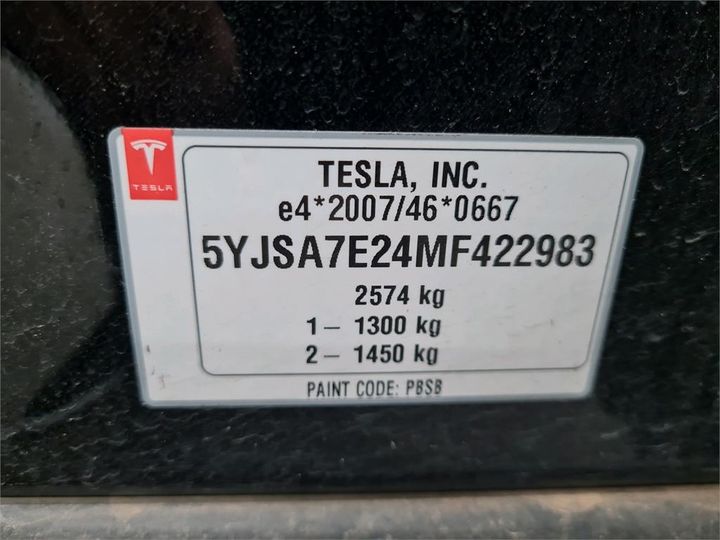 TESLA
TESLA, INC.
e4*2007/46*0667
5YJSA7E24MF422983
2574 kg
1– 1300 kg
2– 1450 kg
PAINT CODE: PBSB